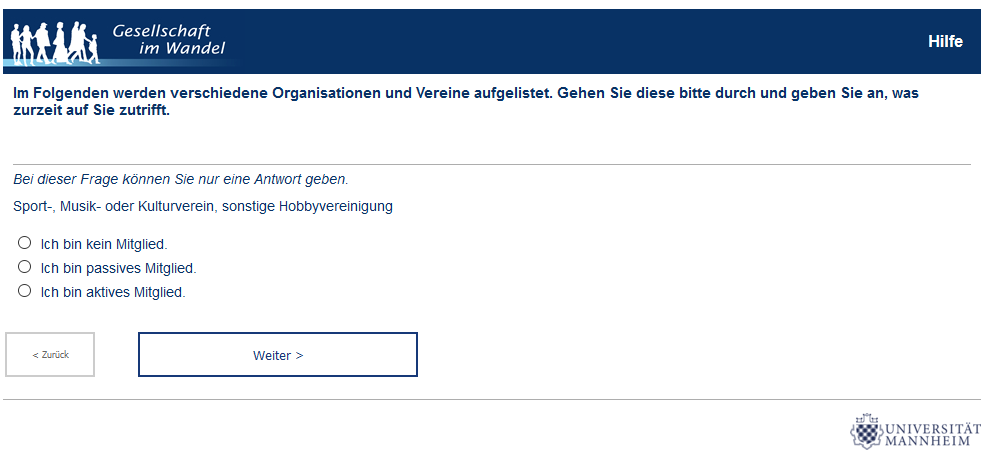 Gesellschaft
im Wandel
Hilfe
Im Folgenden werden verschiedene Organisationen und Vereine aufgelistet. Gehen Sie diese bitte durch und geben Sie an, was
zurzeit auf Sie zutrifft.
Bei dieser Frage können Sie nur eine Antwort geben.
Sport-, Musik- oder Kulturverein, sonstige Hobbyvereinigung
Ich bin kein Mitglied.
Ich bin passives Mitglied.
Ich bin aktives Mitglied.
< Zurück
Weiter >
UNIVERSITÄT
MANNHEIM